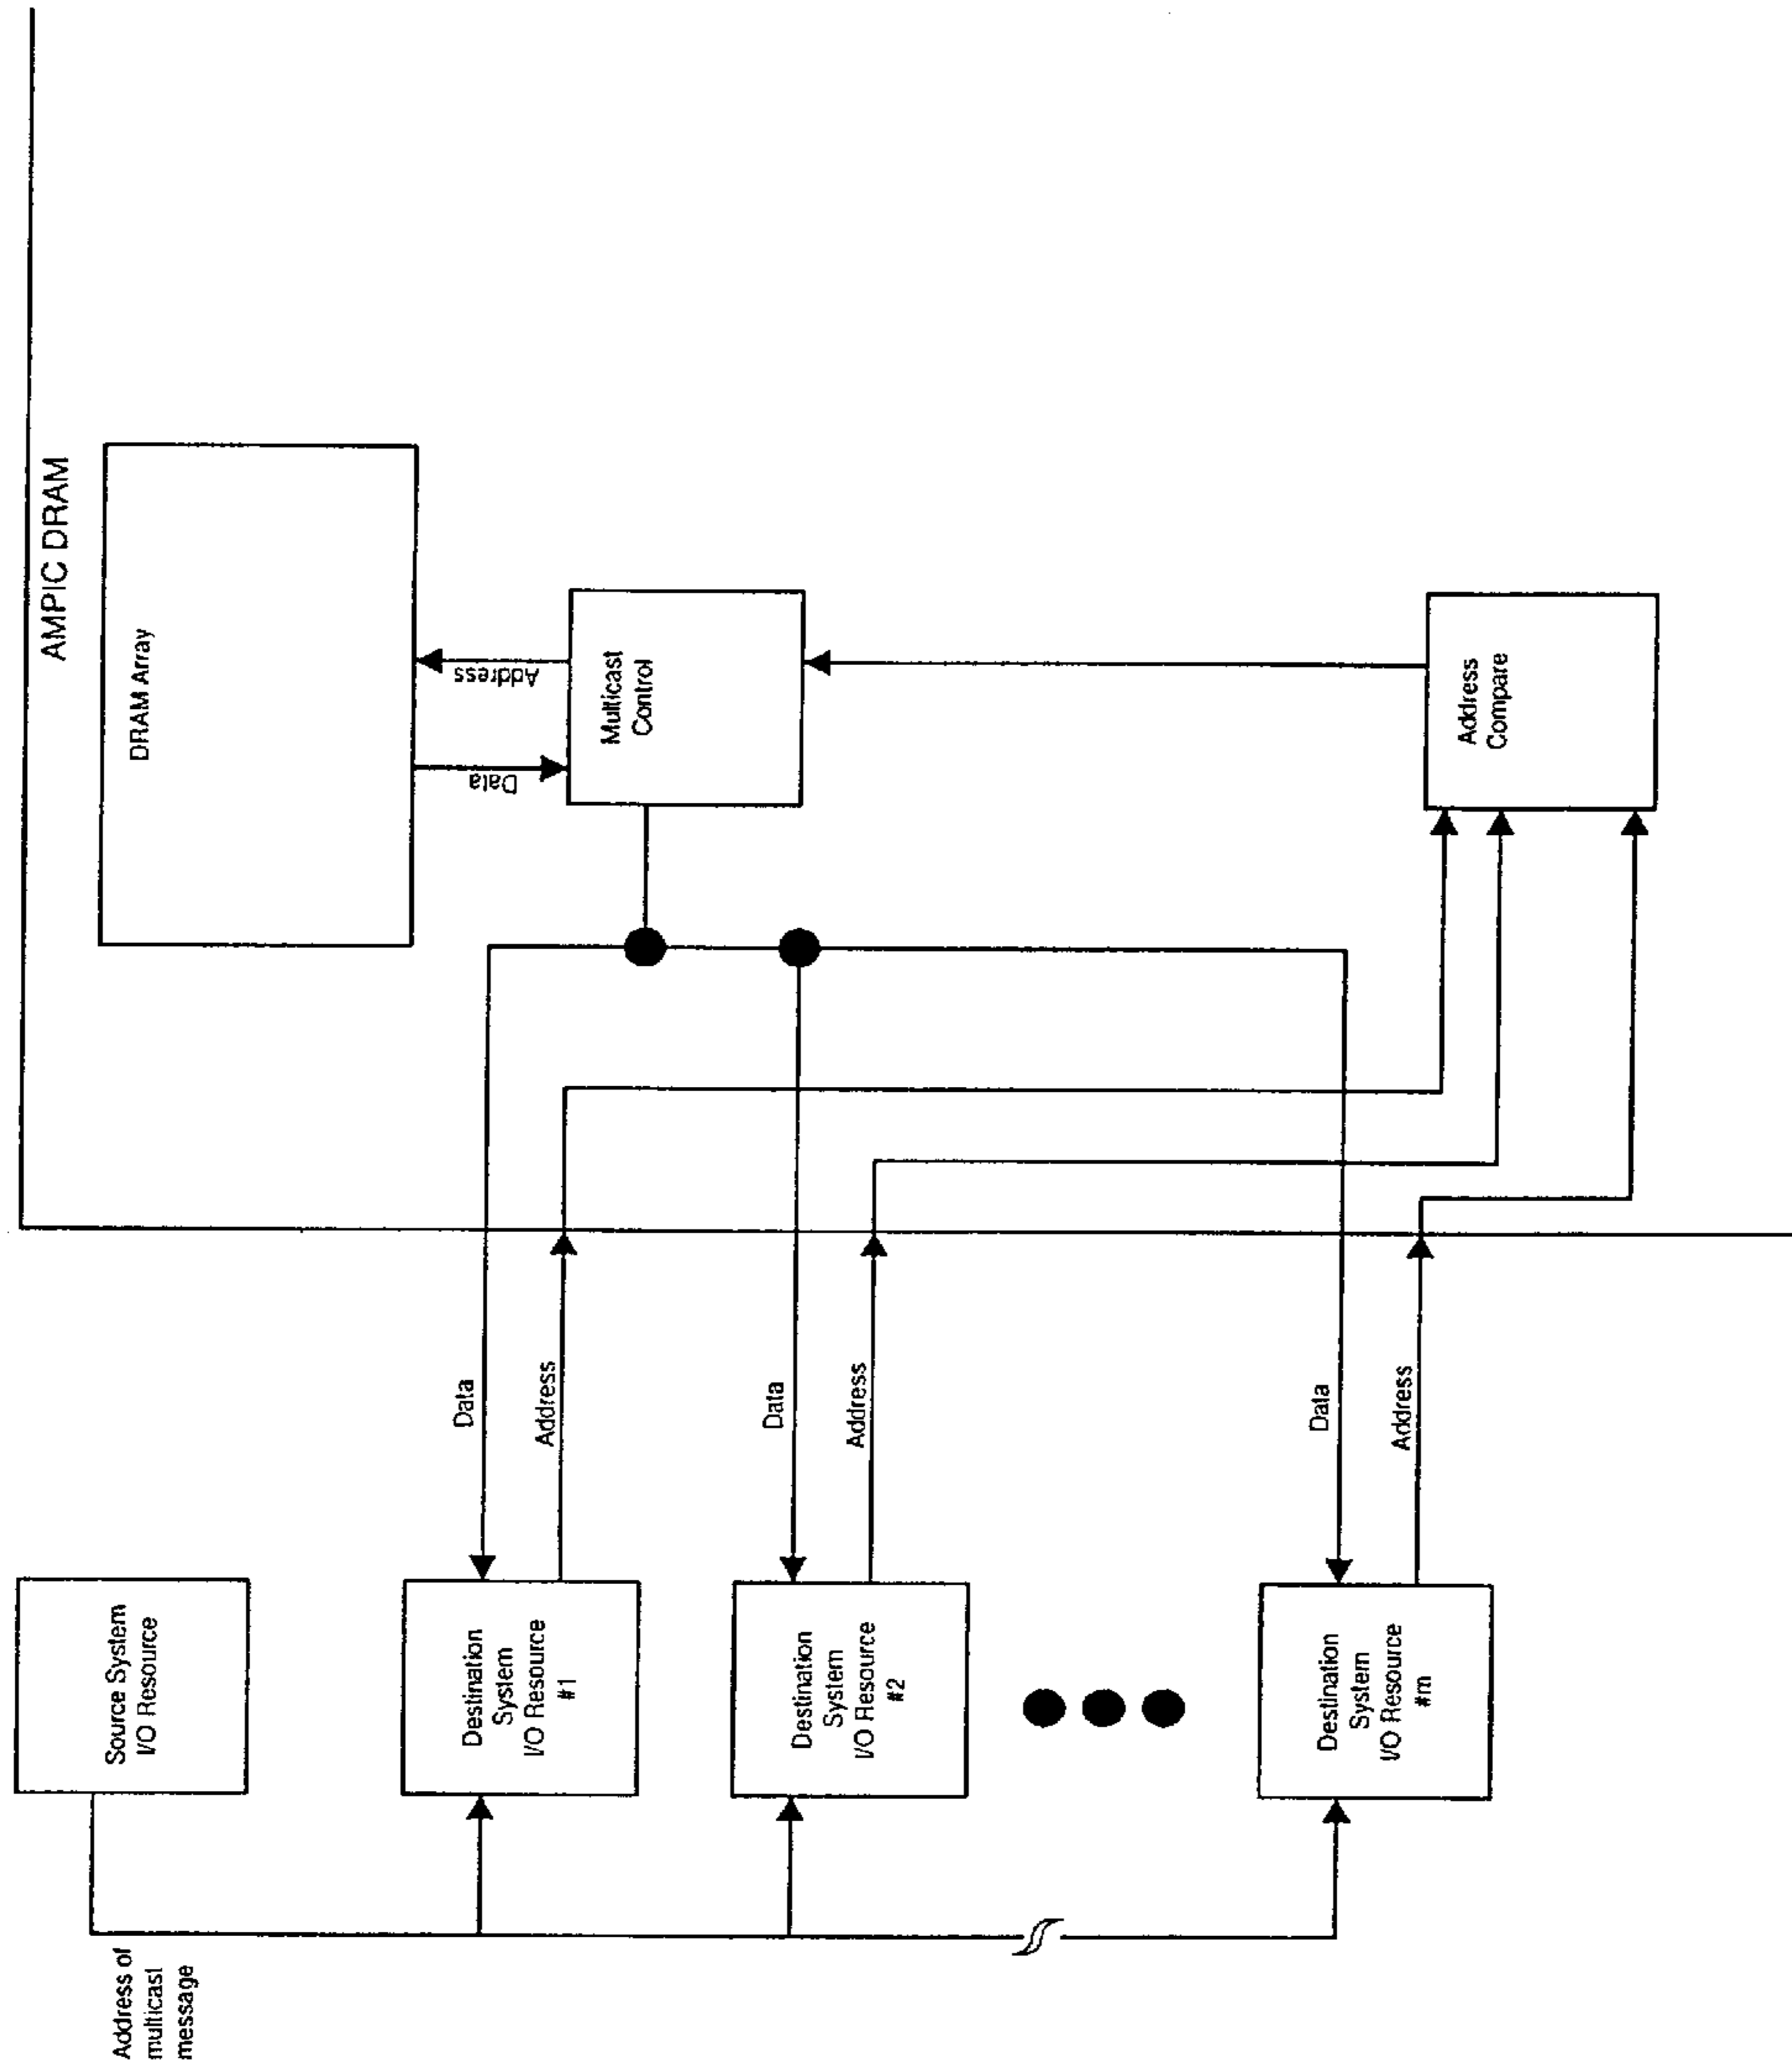 AMPIC DRAM
DRAM Array
Address
Data
Multicast
Control
Address
Compare
Data
Address
Data
Address
Data
Address
Source System
I/O Resource
Destination
System
I/O Resource
#1
Destination
System
I/O Resource
#2
Destination
System
I/O Resource
#m
Address of
multicast
message